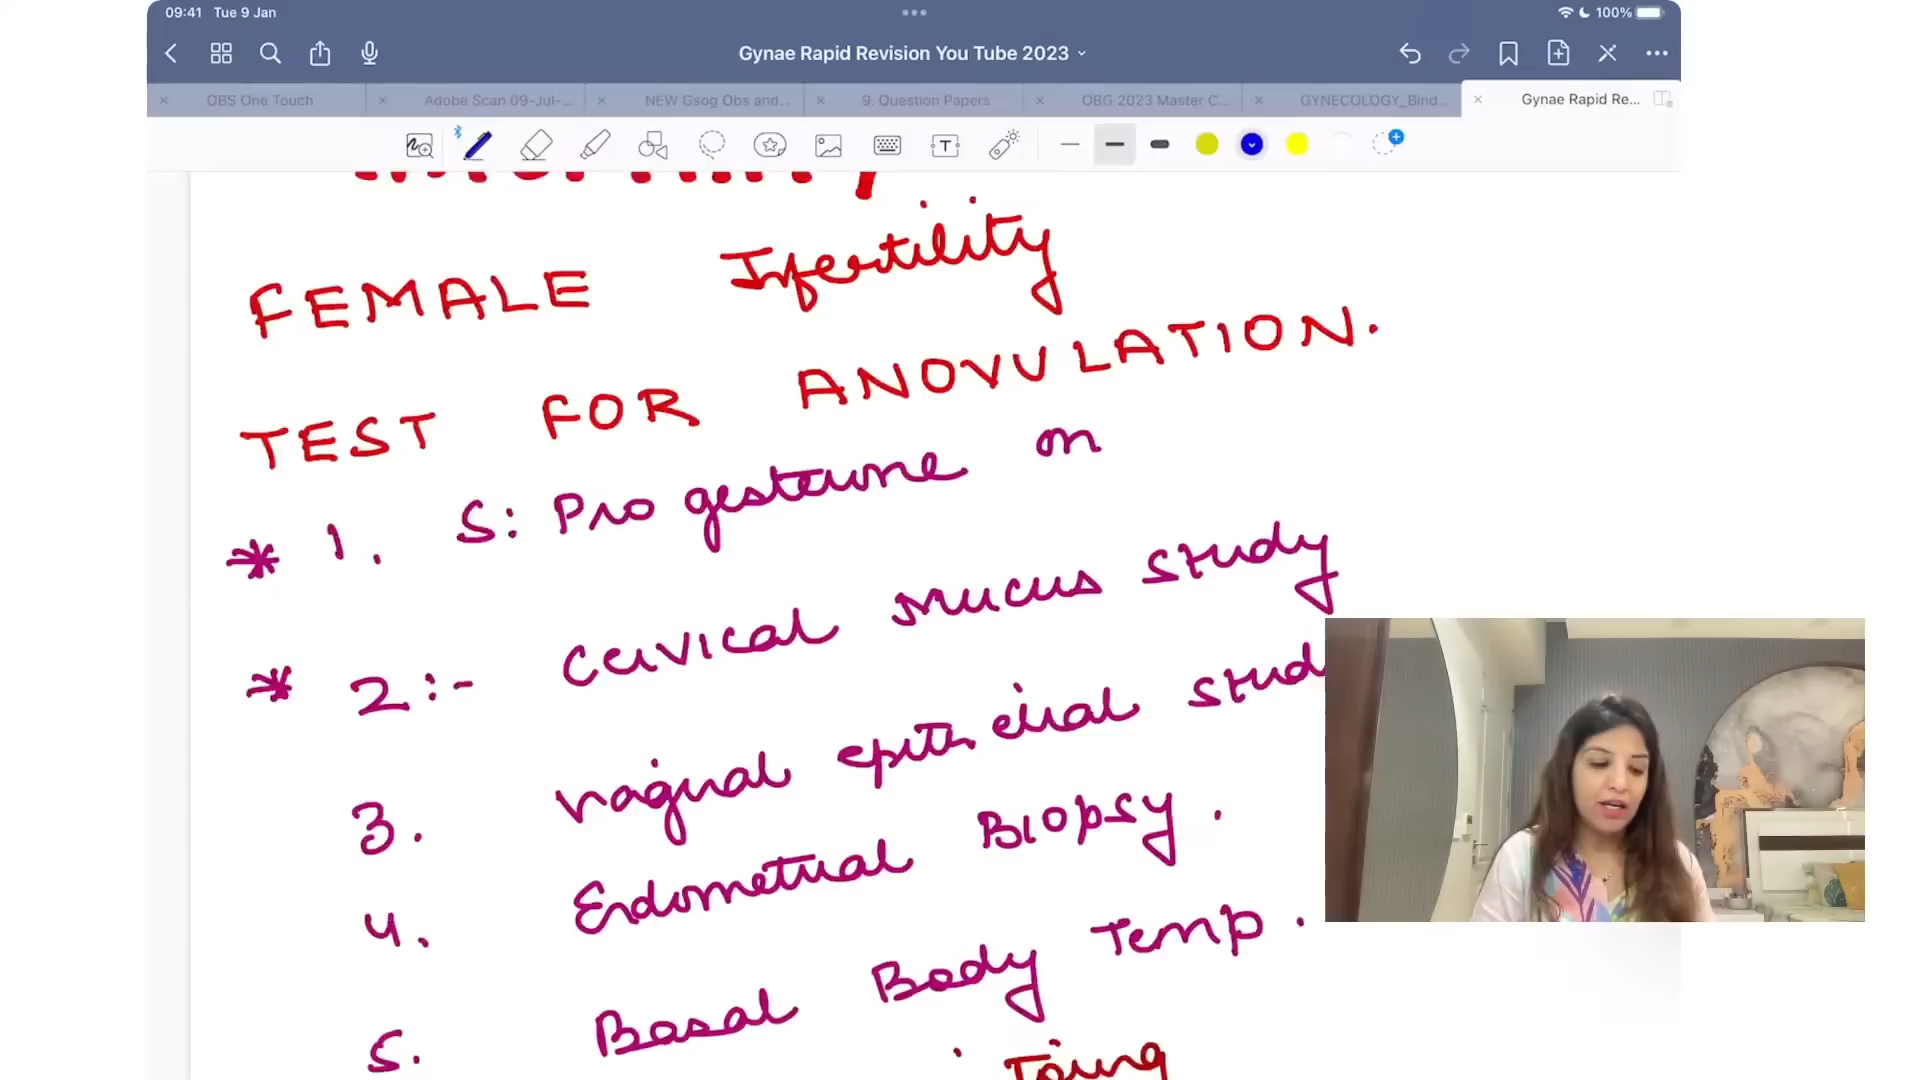 09:41 Tue 9 Jan
100%
Gynae Rapid Revision You Tube 2023
OBS One Touch
Adobe Scan 09-Jul-...
NEW Gsog Obs and...
9. Question Papers
OBG 2023 Master C...
GYNECOLOGY_Bind...
Gynae Rapid Re...
FEMALE Infertility
TEST FOR ANOVULATION.
* 1. S: Progesterone on
* 2:- Cervical Mucus study
3. vaginal epithelial stud
4. Endometrial Biopsy.
5. Basal Body Temp.